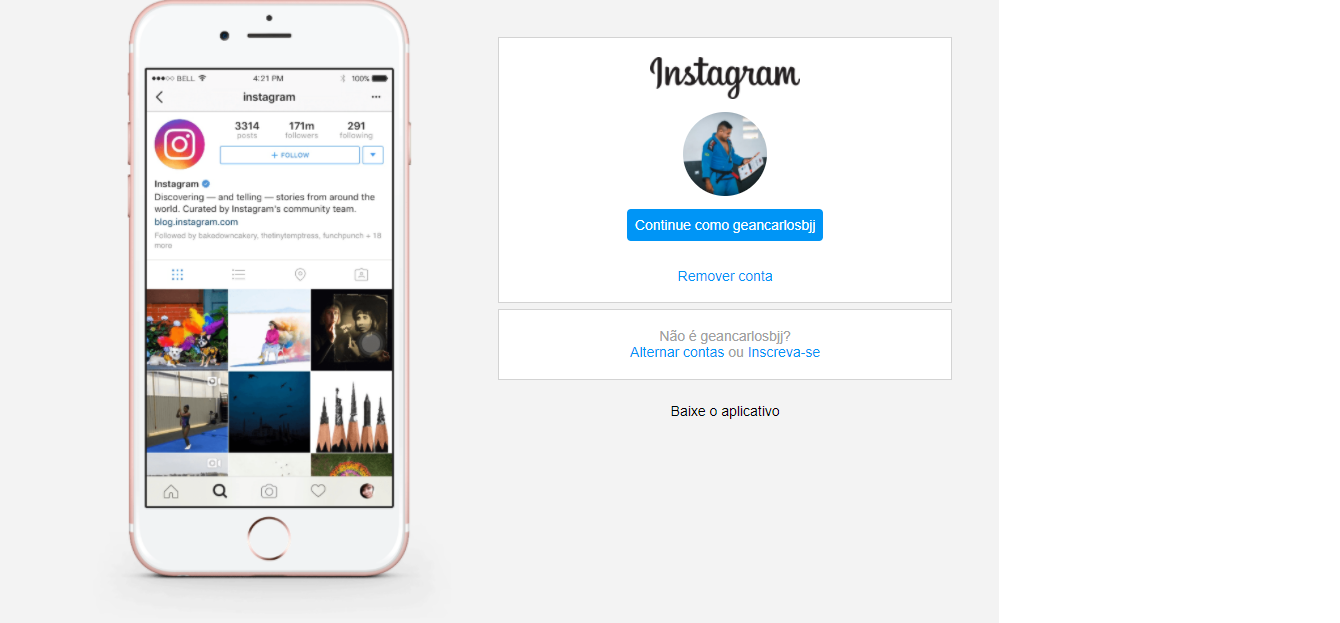 BELL
4:21 PM
100%
instagram
3314
171m
291
posts
followers
following
+ FOLLOW
Instagram
Discovering — and telling — stories from around the
world. Curated by Instagram's community team.
blog.instagram.com
Followed by bakadowncakery, thetinytemptress, funchpunch + 18
more
Instagram
Continue como geancarlosbjj
Remover conta
Não é geancarlosbjj?
Alternar contas ou Inscreva-se
Baixe o aplicativo